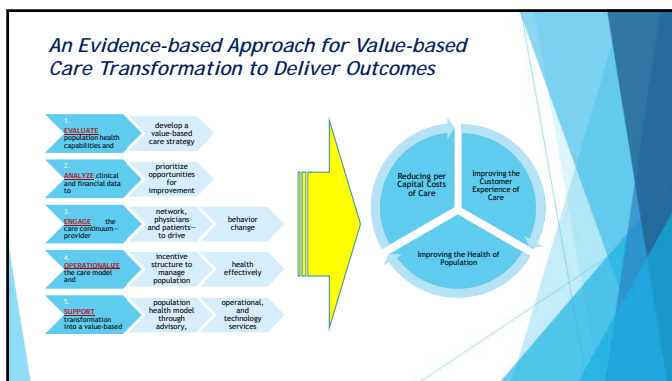 An Evidence-based Approach for Value-based
Care Transformation to Deliver Outcomes
1.
EVALUATE
population health
capabilities and
develop a
value-based
care strategy
2.
ANALYZE clinical
and financial data
to
prioritize
opportunities
for
improvement
3.
ENGAGE the
care continuum—
provider
network,
physicians
and patients—
to drive
behavior
change
4.
OPERATIONALIZE
the care model
and
incentive
structure to
manage
population
health
effectively
5.
SUPPORT
transformation
into a value-based
population
health model
through
advisory,
operational,
and
technology
services
Reducing per
Capital Costs
of Care
Improving the
Customer
Experience of
Care
Improving the Health of
Population